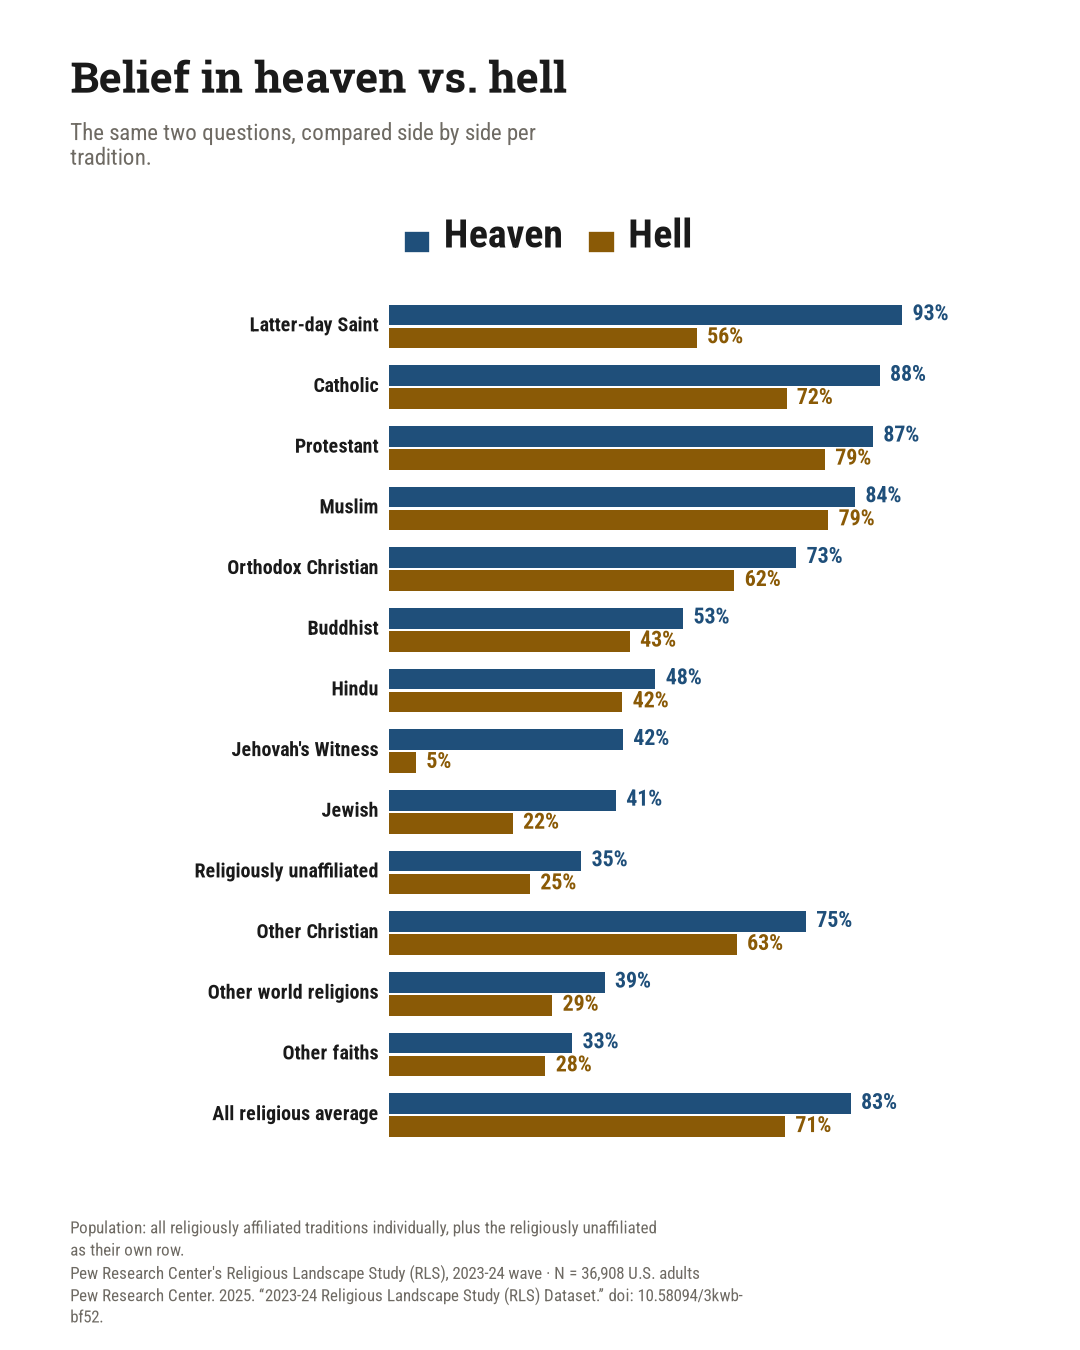 Belief in heaven vs. hell
The same two questions, compared side by side per
tradition.
Heaven Hell
Latter-day Saint 93%
56%
Catholic 88%
72%
Protestant 87%
79%
Muslim 84%
79%
Orthodox Christian 73%
62%
Buddhist 53%
43%
Hindu 48%
42%
Jehovah's Witness 42%
5%
Jewish 41%
22%
Religiously unaffiliated 35%
25%
Other Christian 75%
63%
Other world religions 39%
29%
Other faiths 33%
28%
All religious average 83%
71%
Population: all religiously affiliated traditions individually, plus the religiously unaffiliated
as their own row.
Pew Research Center's Religious Landscape Study (RLS), 2023-24 wave · N = 36,908 U.S. adults
Pew Research Center. 2025. “2023-24 Religious Landscape Study (RLS) Dataset.” doi: 10.58094/3kwb-
bf52.